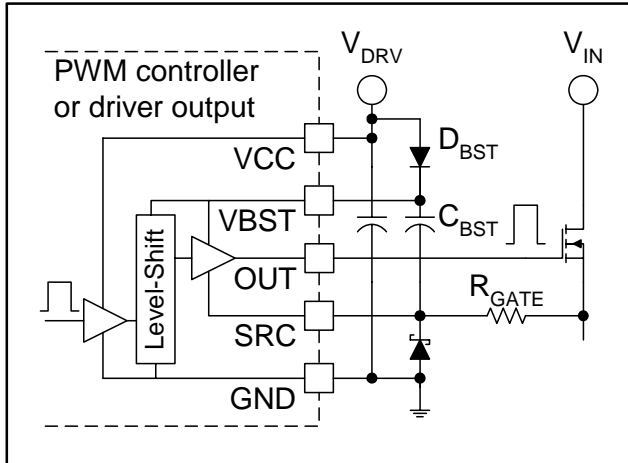 PWM controller
or driver output
V_DRV
V_IN
VCC
D_BST
VBST
C_BST
Level-Shift
OUT
R_GATE
SRC
GND